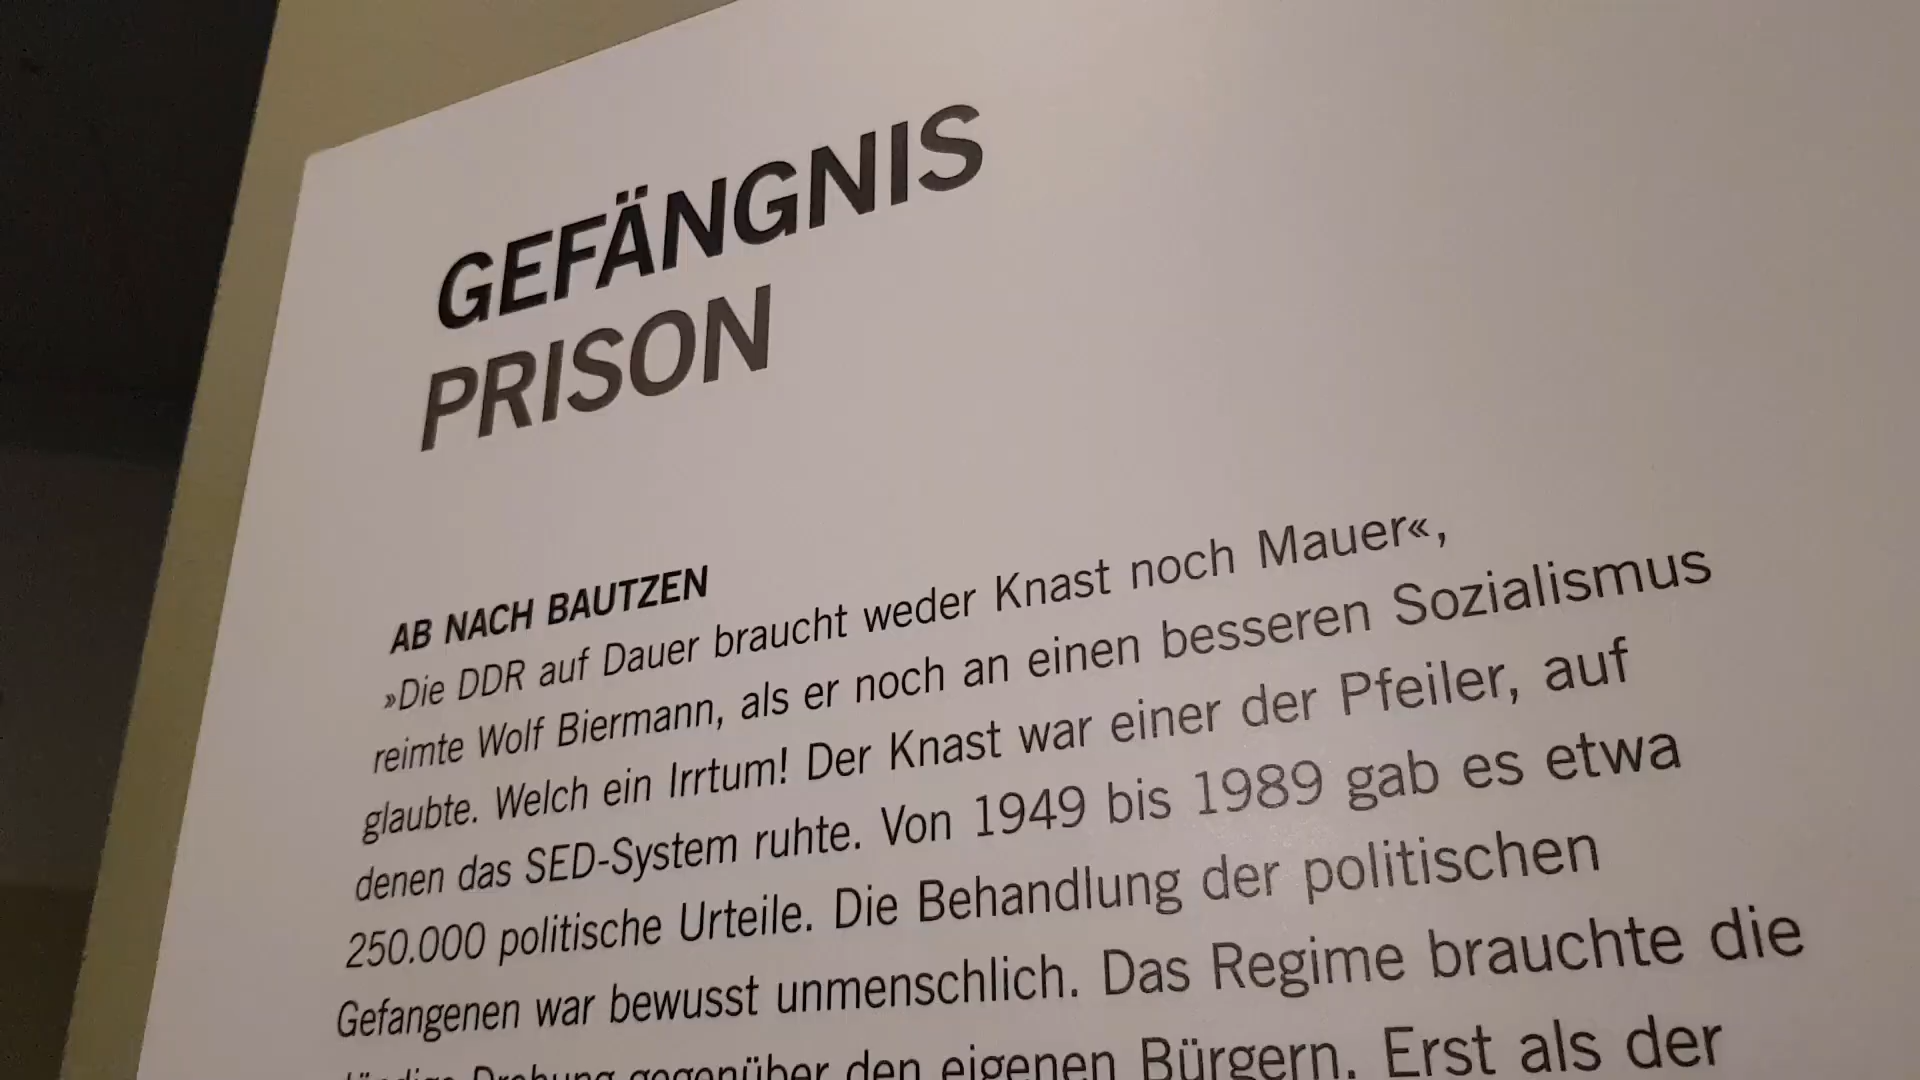 GEFÄNGNIS
PRISON
AB NACH BAUTZEN
»Die DDR auf Dauer braucht weder Knast noch Mauer«,
reimte Wolf Biermann, als er noch an einen besseren Sozialismus
glaubte. Welch ein Irrtum! Der Knast war einer der Pfeiler, auf
denen das SED-System ruhte. Von 1949 bis 1989 gab es etwa
250.000 politische Urteile. Die Behandlung der politischen
Gefangenen war bewusst unmenschlich. Das Regime brauchte die
Drohung gegenüber den eigenen Bürgern. Erst als der